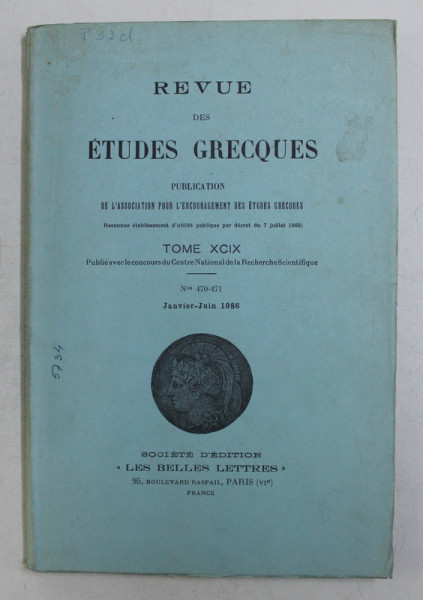 REVUE
DES
ÉTUDES GRECQUES
PUBLICATION
DE L'ASSOCIATION POUR L'ENCOURAGEMENT DES ÉTUDES GRECQUES
Reconnue établissement d'utilité publique par décret du 7 juillet 1869)
TOME XCIX
Publié avec le concours du Centre National de la Recherche Scientifique
Nos 470-471
Janvier-Juin 1986
5734
SOCIÉTÉ D'ÉDITION
« LES BELLES LETTRES »
95, BOULEVARD RASPAIL, PARIS (VIe)
FRANCE